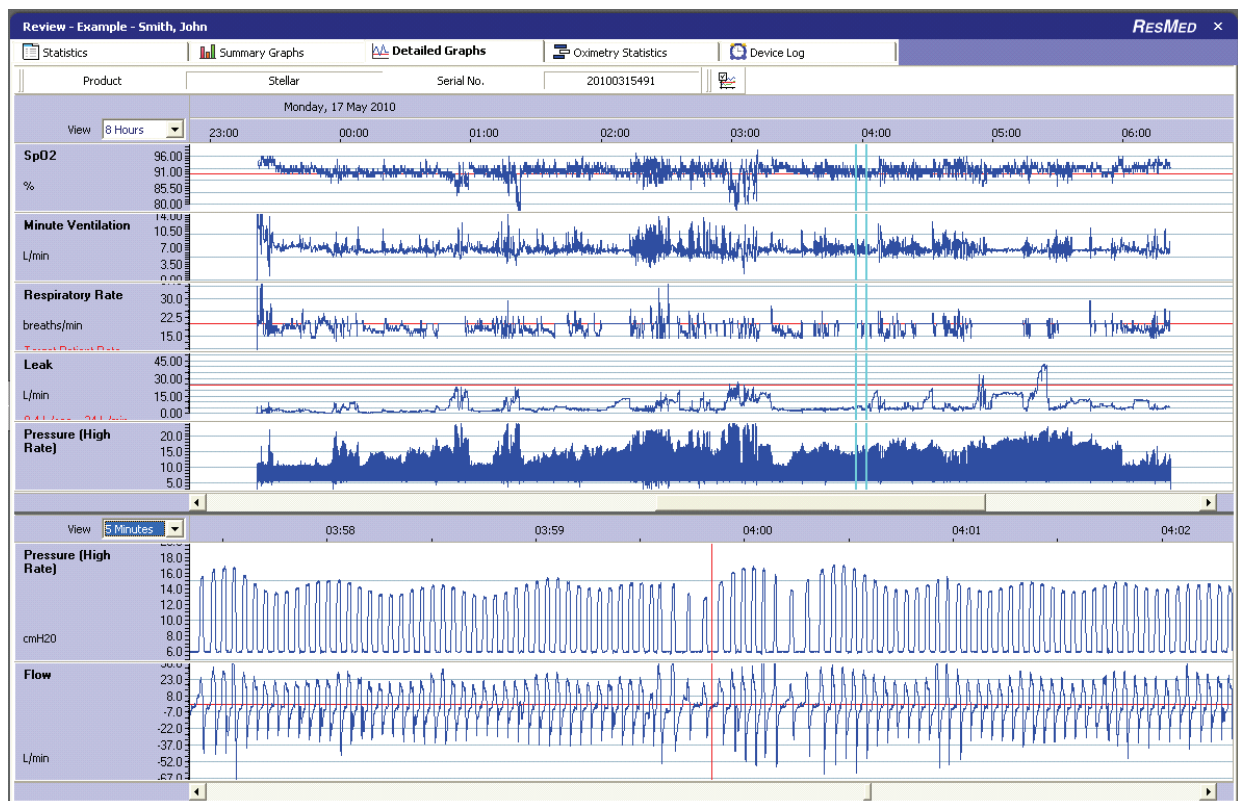 Review - Example - Smith, John
RESMED ×
Statistics
Summary Graphs
Detailed Graphs
Oximetry Statistics
Device Log
Product Stellar Serial No. 20100315491
Monday, 17 May 2010
View 8 Hours
23:00 00:00 01:00 02:00 03:00 04:00 05:00 06:00
SpO2
%
96.00
91.00
85.50
80.00
Minute Ventilation
L/min
14.00
10.50
7.00
3.50
0.00
Respiratory Rate
breaths/min
Target Patient Rate
30.0
22.5
15.0
Leak
L/min
45.00
30.00
15.00
0.00
Pressure (High
Rate)
20.0
15.0
10.0
5.0
View 5 Minutes
03:58 03:59 04:00 04:01 04:02
Pressure (High
Rate)
cmH20
18.0
16.0
14.0
12.0
10.0
8.0
6.0
Flow
L/min
23.0
8.0
-7.0
-22.0
-37.0
-52.0
-67.0